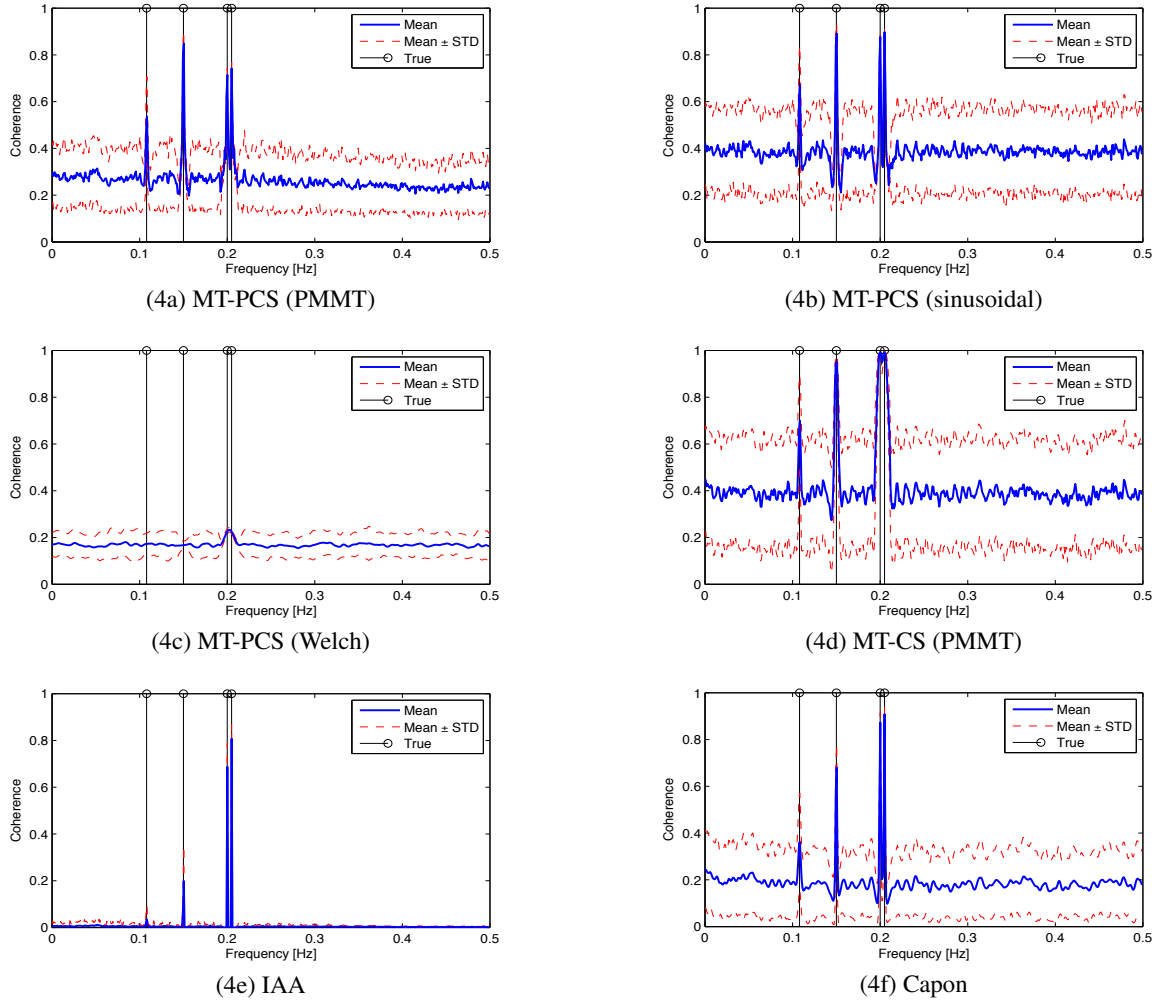 1
0.8
0.6
0.4
0.2
0
Coherence
0
0.1
0.2
0.3
0.4
0.5
Frequency [Hz]
Mean
Mean ± STD
True
(4a) MT-PCS (PMMT)
1
0.8
0.6
0.4
0.2
0
Coherence
0
0.1
0.2
0.3
0.4
0.5
Frequency [Hz]
Mean
Mean ± STD
True
(4b) MT-PCS (sinusoidal)
1
0.8
0.6
0.4
0.2
0
Coherence
0
0.1
0.2
0.3
0.4
0.5
Frequency [Hz]
Mean
Mean ± STD
True
(4c) MT-PCS (Welch)
1
0.8
0.6
0.4
0.2
0
Coherence
0
0.1
0.2
0.3
0.4
0.5
Frequency [Hz]
Mean
Mean ± STD
True
(4d) MT-CS (PMMT)
1
0.8
0.6
0.4
0.2
0
Coherence
0
0.1
0.2
0.3
0.4
0.5
Frequency [Hz]
Mean
Mean ± STD
True
(4e) IAA
1
0.8
0.6
0.4
0.2
0
Coherence
0
0.1
0.2
0.3
0.4
0.5
Frequency [Hz]
Mean
Mean ± STD
True
(4f) Capon